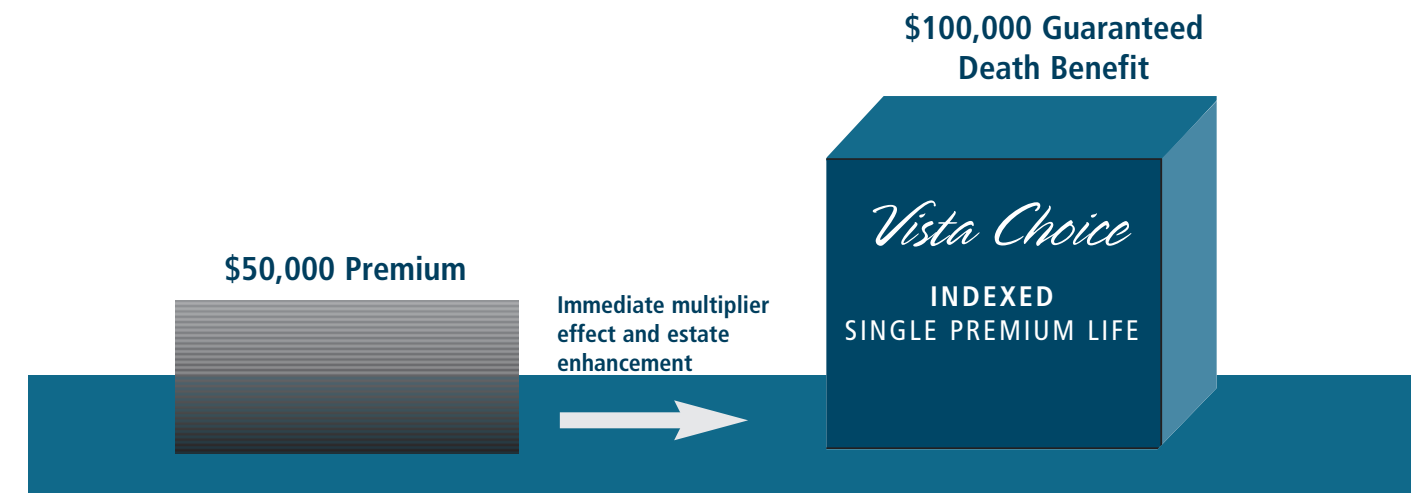 $100,000 Guaranteed
Death Benefit
$50,000 Premium
Immediate multiplier
effect and estate
enhancement
Vista Choice
INDEXED
SINGLE PREMIUM LIFE